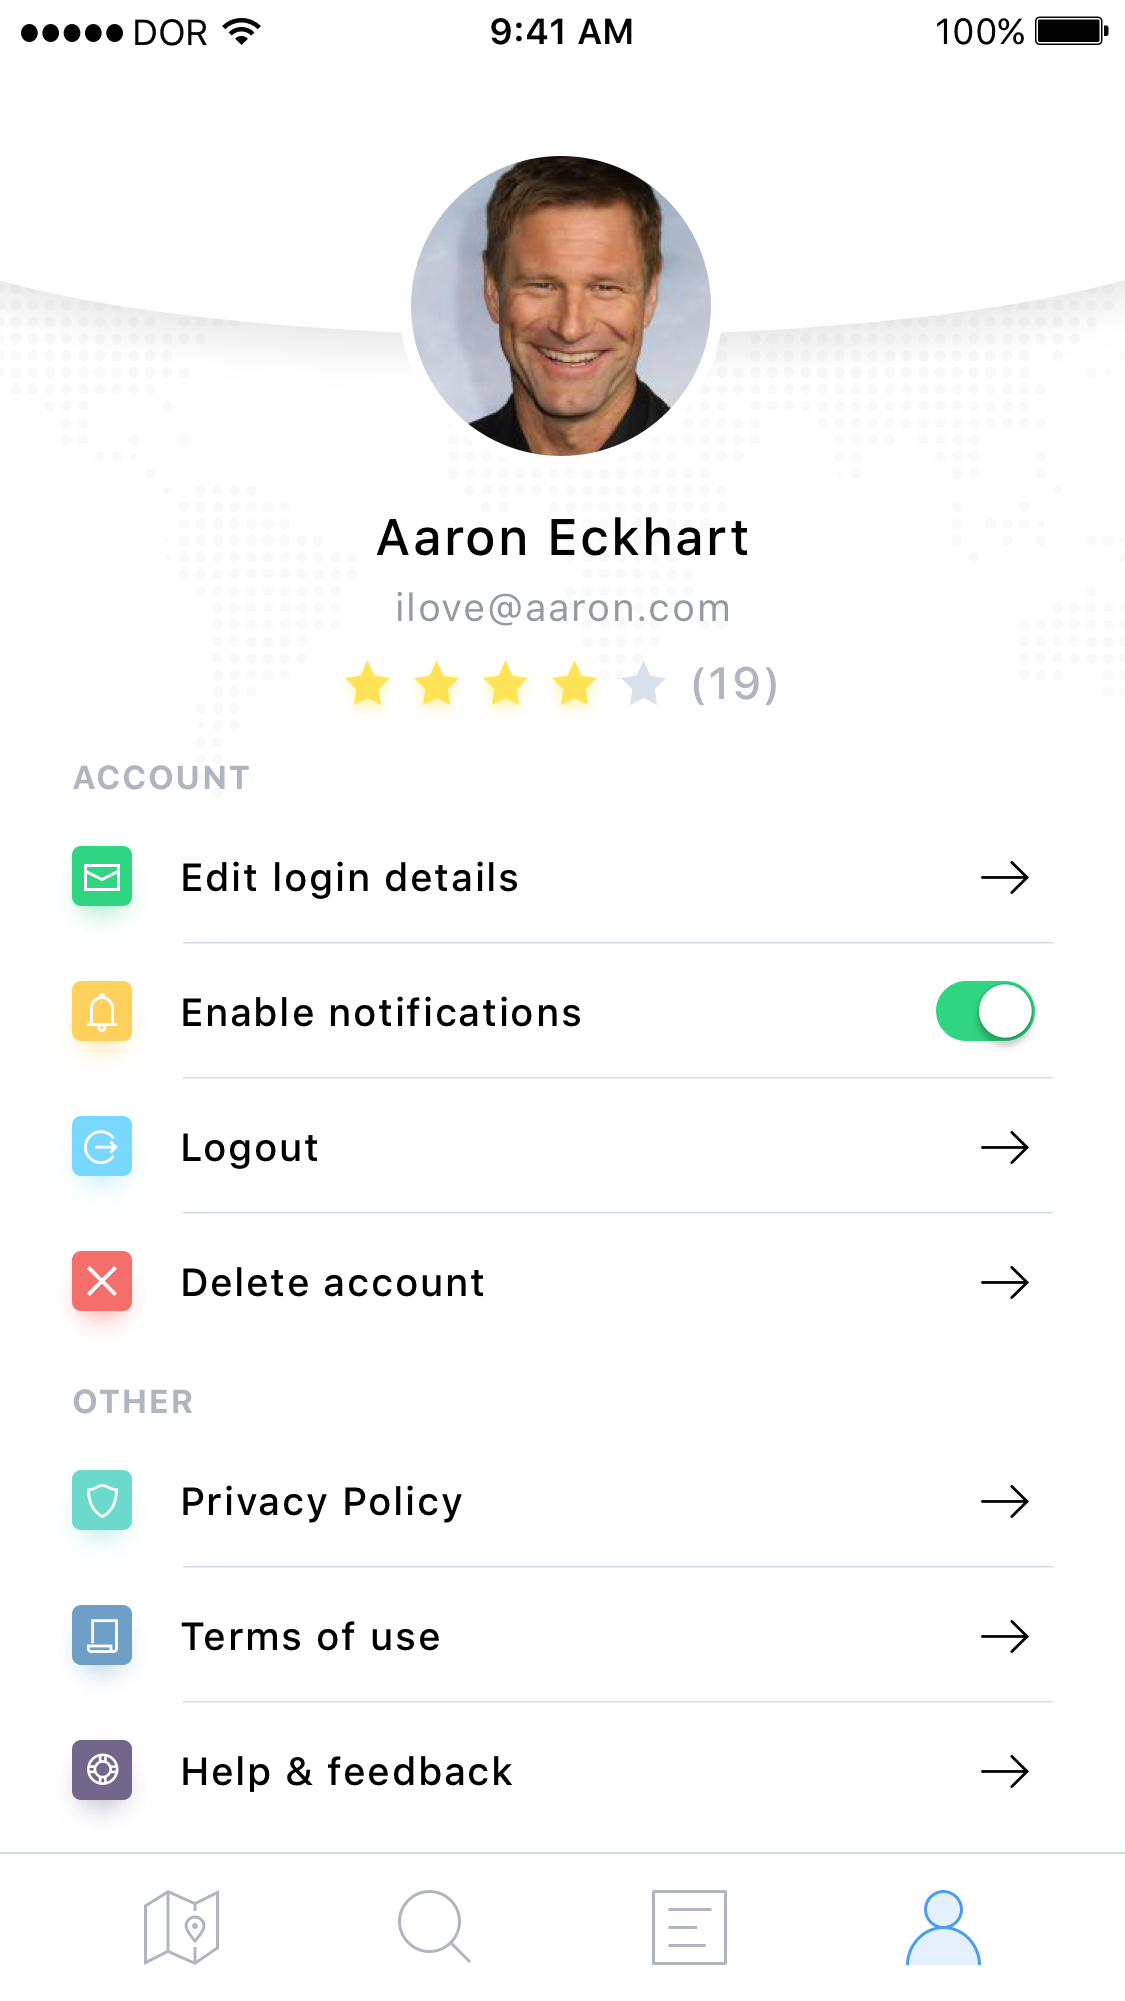 DOR 9:41 AM 100%
Aaron Eckhart
ilove@aaron.com
(19)
ACCOUNT
Edit login details
Enable notifications
Logout
Delete account
OTHER
Privacy Policy
Terms of use
Help & feedback